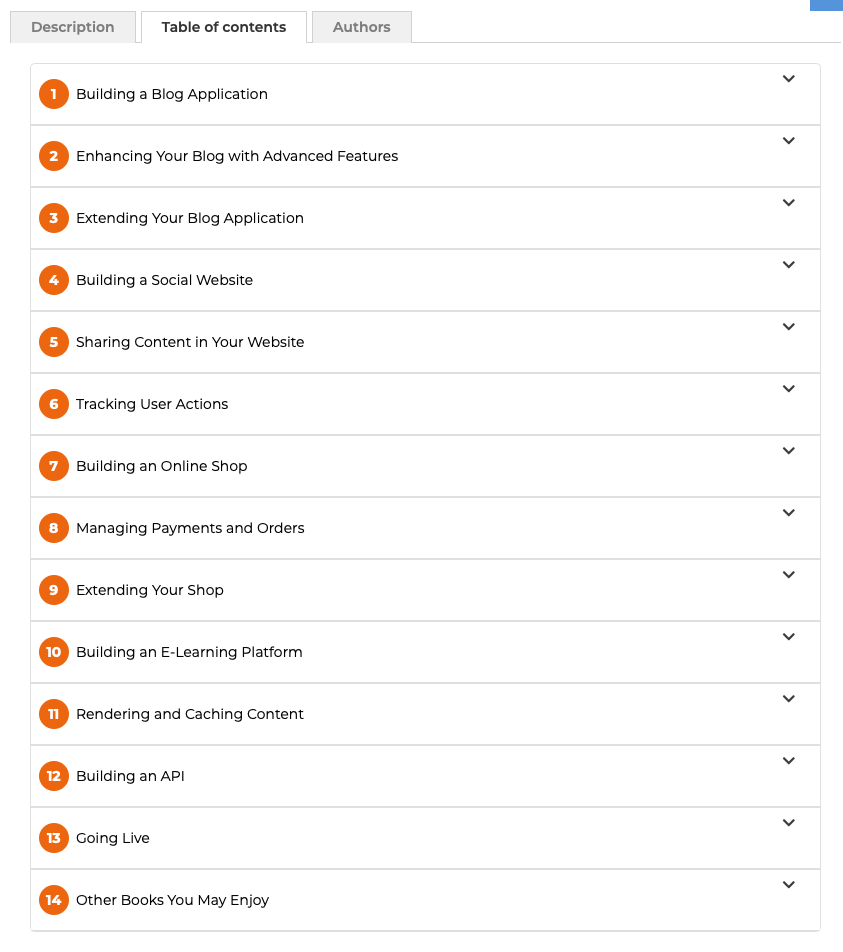 Description Table of contents Authors
1 Building a Blog Application
2 Enhancing Your Blog with Advanced Features
3 Extending Your Blog Application
4 Building a Social Website
5 Sharing Content in Your Website
6 Tracking User Actions
7 Building an Online Shop
8 Managing Payments and Orders
9 Extending Your Shop
10 Building an E-Learning Platform
11 Rendering and Caching Content
12 Building an API
13 Going Live
14 Other Books You May Enjoy